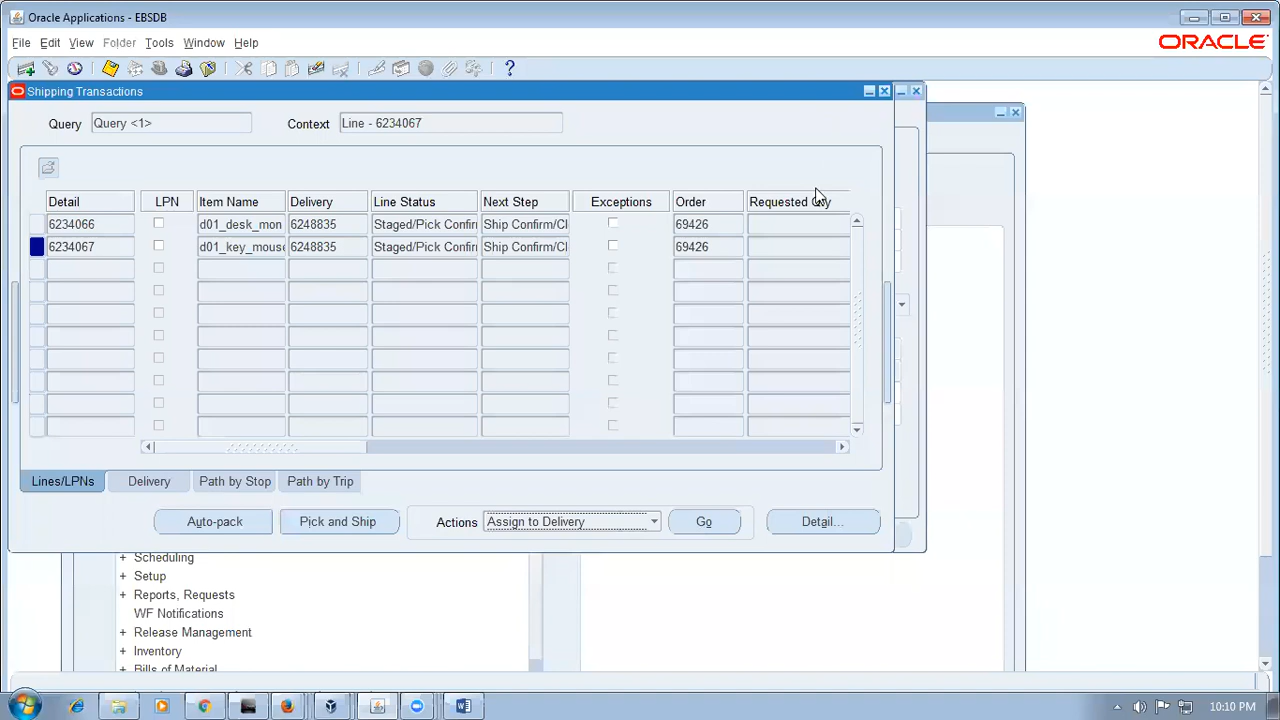 Oracle Applications - EBSDB
File Edit View Folder Tools Window Help
ORACLE
Shipping Transactions
Query Query <1> Context Line - 6234067
Detail LPN Item Name Delivery Line Status Next Step Exceptions Order Requested
6234066 d01_desk_mon 6248835 Staged/Pick Confirm Ship Confirm/Cl 69426
6234067 d01_key_mouse 6248835 Staged/Pick Confirm Ship Confirm/Cl 69426
Lines/LPNs Delivery Path by Stop Path by Trip
Auto-pack Pick and Ship Actions Assign to Delivery Go Detail...
+ Scheduling
+ Setup
+ Reports, Requests
WF Notifications
+ Release Management
+ Inventory
+ Bills of Material
10:10 PM